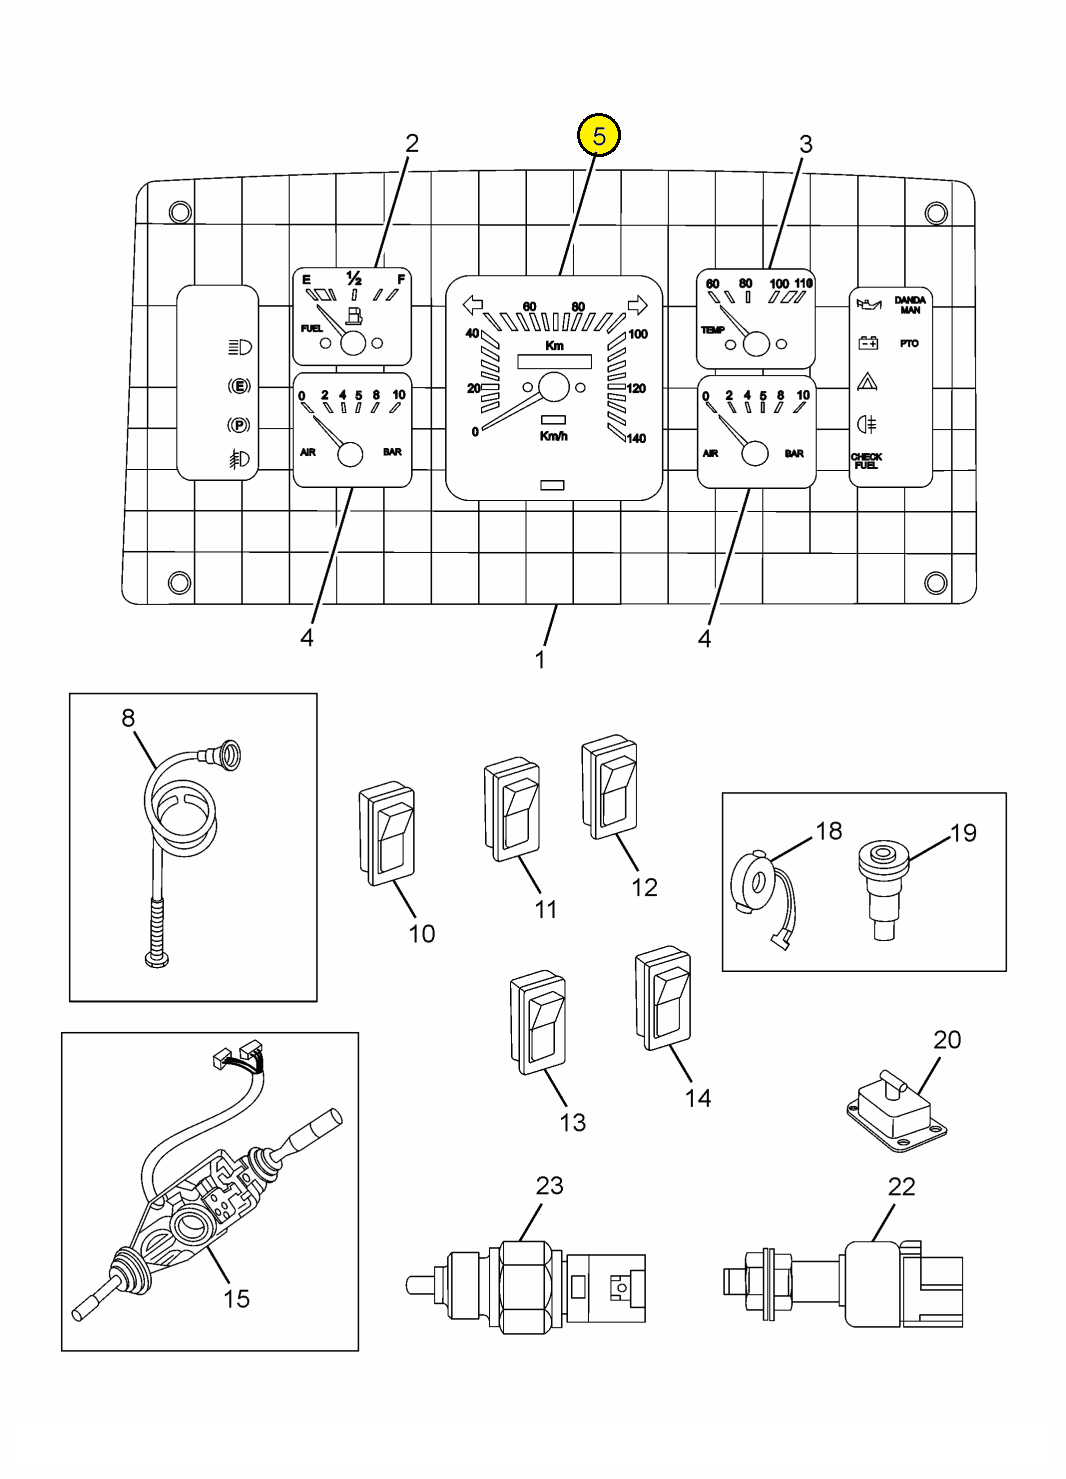 5
2
3
E ½ F
FUEL
0 2 4 5 8 10
AIR BAR
60 80
40 100
Km
20 120
0 Km/h 140
60 80 100 110
TEMP
0 2 4 5 8 10
AIR BAR
E
P
DANDA
MAN
PTO
CHECK
FUEL
4
4
1
8
10
11
12
18
19
13
14
20
15
23
22